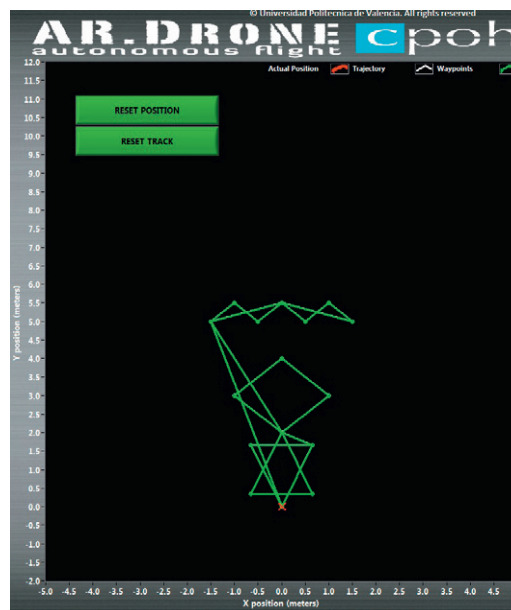 © Universidad Politecnica de Valencia. All rights reserved
AR.DRONE
autonomous flight
cpoh
Actual Position Trajectory Waypoints
12.0
11.5
11.0
10.5
10.0
9.5
9.0
8.5
8.0
7.5
7.0
6.5
6.0
5.5
5.0
4.5
4.0
3.5
3.0
2.5
2.0
1.5
1.0
0.5
0.0
-0.5
-1.0
-1.5
-2.0
RESET POSITION
RESET TRACK
Y position (meters)
-5.0 -4.5 -4.0 -3.5 -3.0 -2.5 -2.0 -1.5 -1.0 -0.5 0.0 0.5 1.0 1.5 2.0 2.5 3.0 3.5 4.0 4.5
X position (meters)